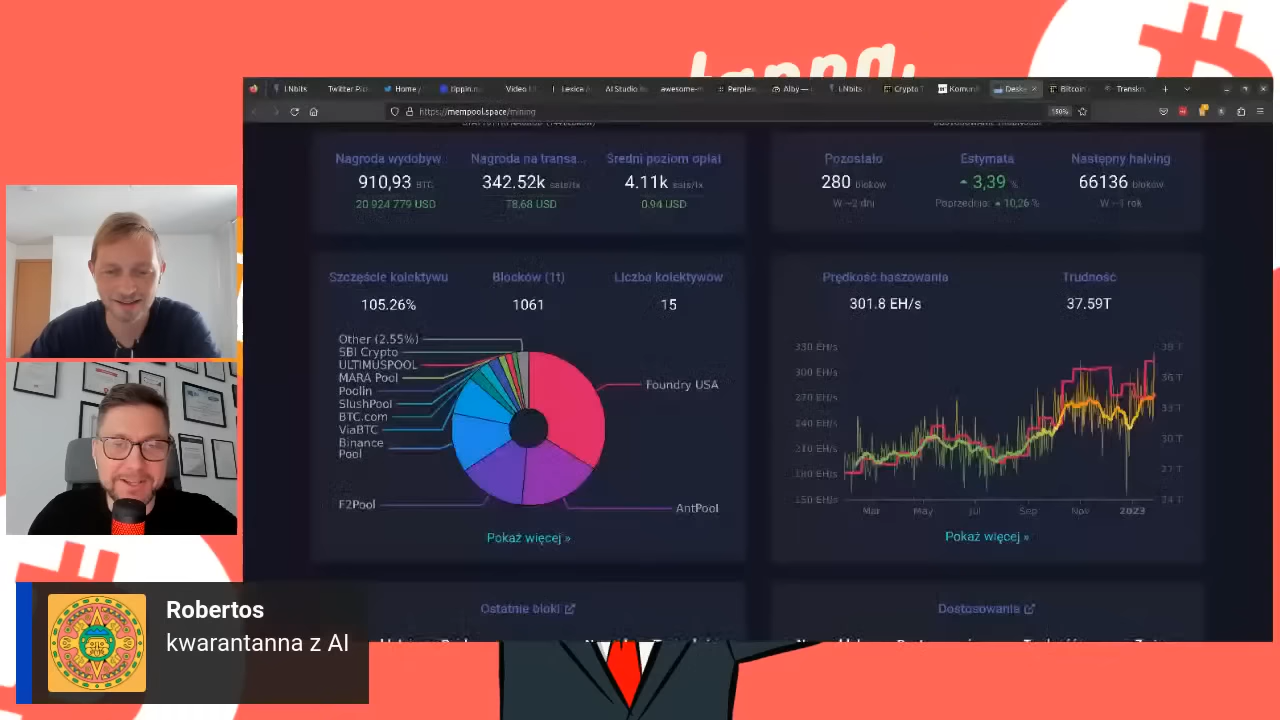 LNbits
Twitter Pic
Home /
tippin.m
Video U
Lexica
AI Studio
awesome-n
Perplex
Alby —
LNbits
Crypto T
Komuni
Deske
Bitcoin
Transkr
https://mempool.space/mining
150%
Nagroda wydobyw
Nagroda na transa...
Średni poziom opłat
910,93 BTC
342.52k sats/tx
4.11k sats/tx
20 924 779 USD
78,68 USD
0,94 USD
Pozostało
Estymata
Następny halving
280 bloków
3,39 %
66136 bloków
W ~2 dni
Poprzednia: 10,26 %
W ~1 rok
Szczęście kolektywu
Blocków (1t)
Liczba kolektywów
105.26%
1061
15
Other (2.55%)
SBI Crypto
ULTIMUSPOOL
MARA Pool
Poolin
SlushPool
BTC.com
ViaBTC
Binance
Pool
F2Pool
Foundry USA
AntPool
Pokaż więcej »
Prędkość haszowania
Trudność
301.8 EH/s
37.59T
330 EH/s
300 EH/s
270 EH/s
240 EH/s
210 EH/s
180 EH/s
150 EH/s
39 T
36 T
33 T
30 T
27 T
24 T
Mar
May
Jul
Sep
Nov
2023
Pokaż więcej »
Ostatnie bloki
Dostosowania
Robertos
kwarantanna z AI